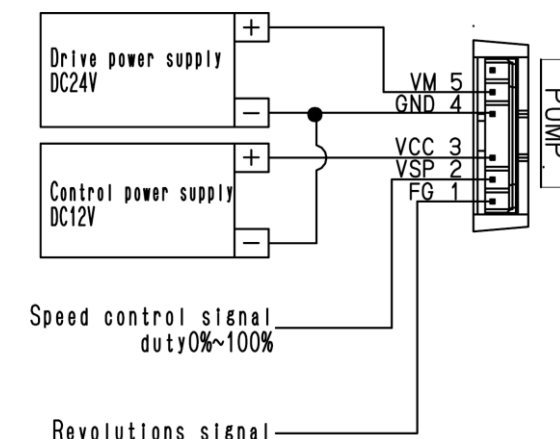 Drive power supply
DC24V
+
−
Control power supply
DC12V
+
−
VM 5
GND 4
VCC 3
VSP 2
FG 1
PUMP
Speed control signal
duty0%~100%
Revolutions signal